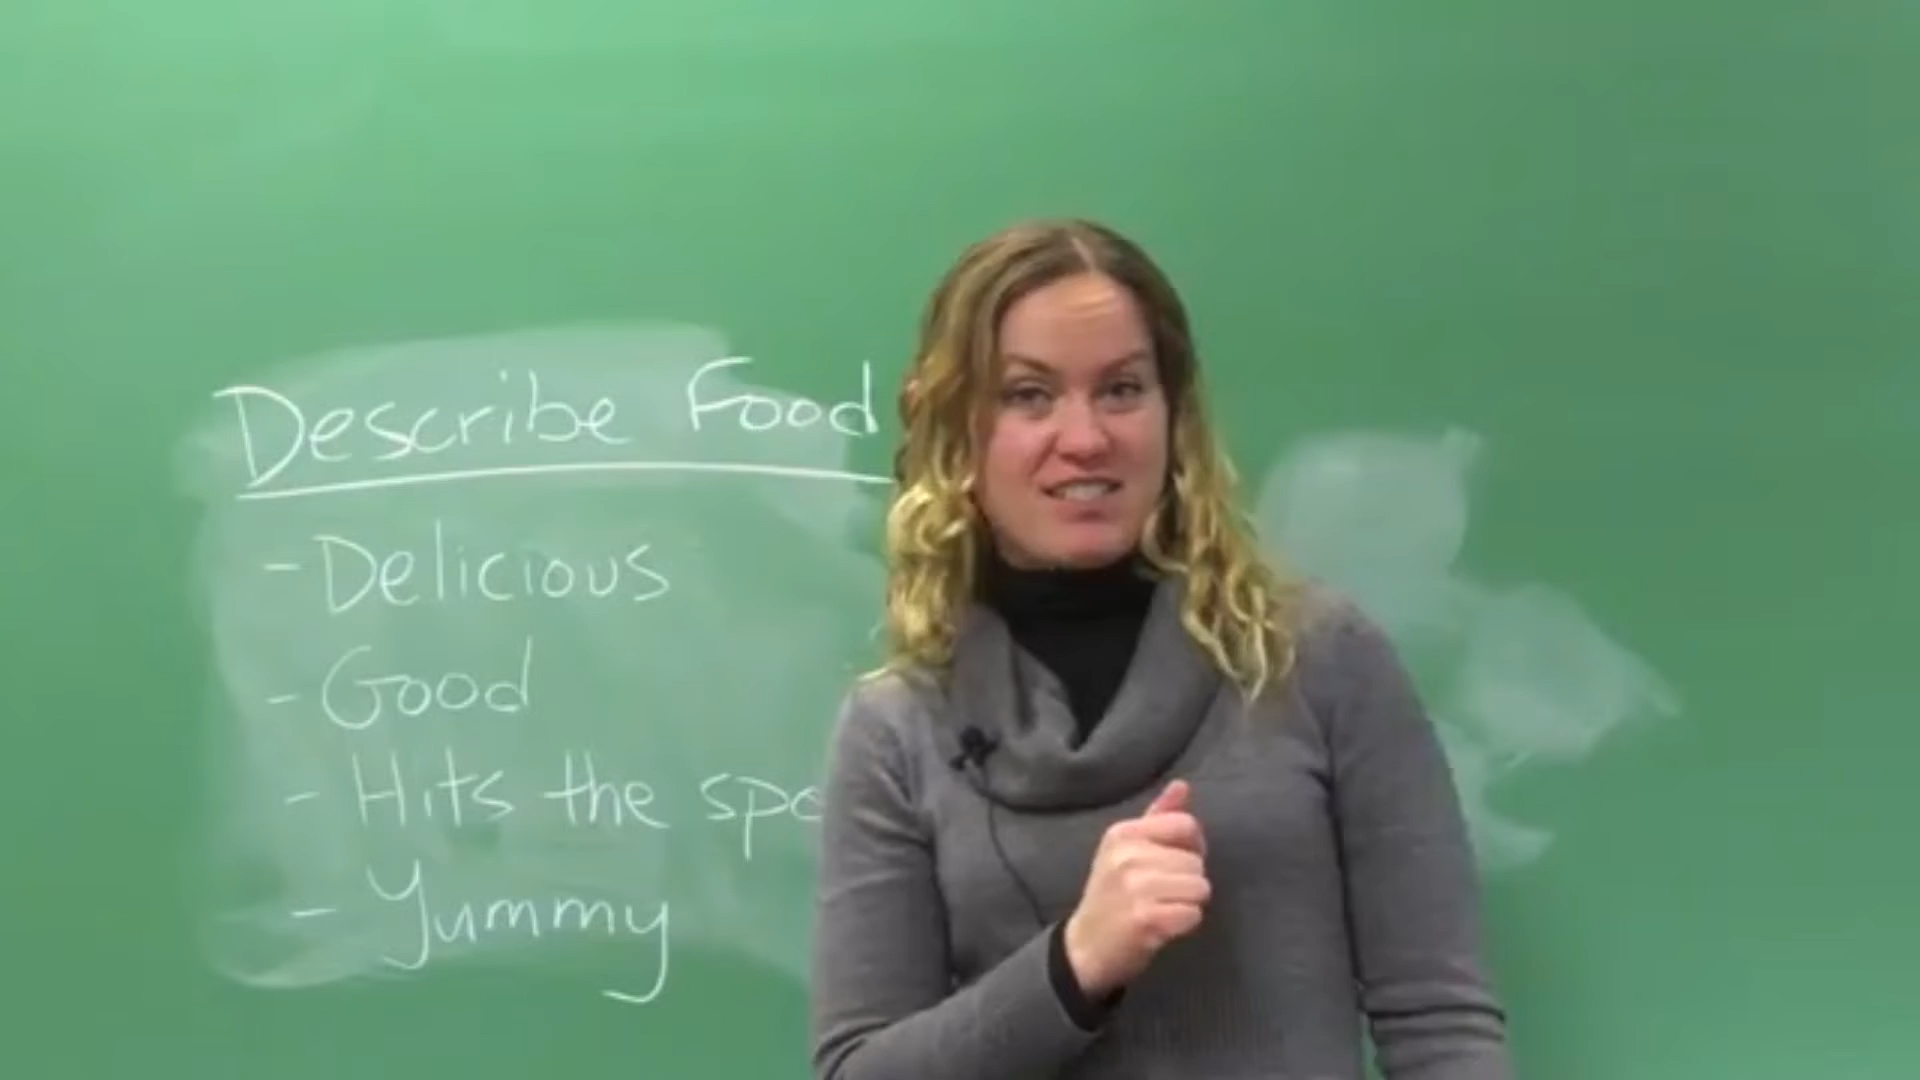 Describe Food
- Delicious
- Good
- Hits the spo
- Yummy